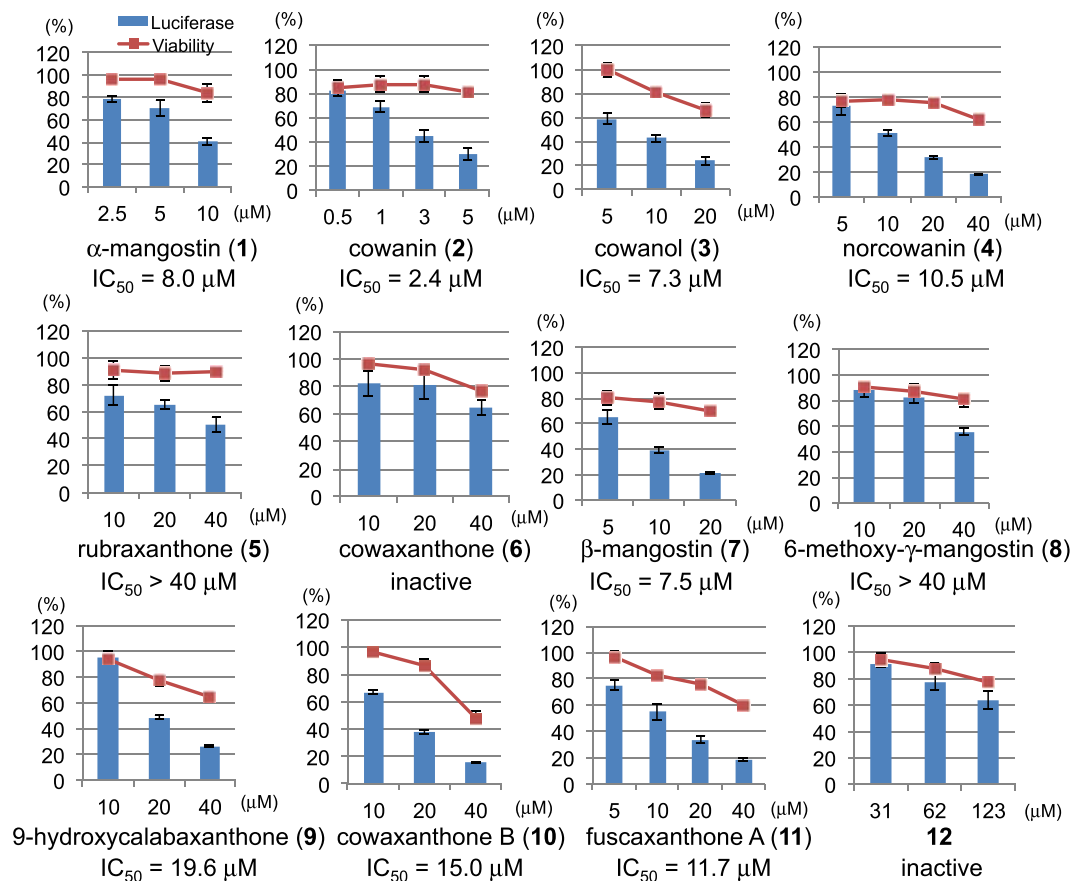 (%)
Luciferase
Viability
120
100
80
60
40
20
0
2.5 5 10 (μM)
α-mangostin (1)
IC50 = 8.0 μM
(%)
120
100
80
60
40
20
0
0.5 1 3 5 (μM)
cowanin (2)
IC50 = 2.4 μM
(%)
120
100
80
60
40
20
0
5 10 20 (μM)
cowanol (3)
IC50 = 7.3 μM
(%)
120
100
80
60
40
20
0
5 10 20 40 (μM)
norcowanin (4)
IC50 = 10.5 μM
(%)
120
100
80
60
40
20
0
10 20 40 (μM)
rubraxanthone (5)
IC50 > 40 μM
(%)
120
100
80
60
40
20
0
10 20 40 (μM)
cowaxanthone (6)
inactive
(%)
120
100
80
60
40
20
0
5 10 20 (μM)
β-mangostin (7)
IC50 = 7.5 μM
(%)
120
100
80
60
40
20
0
10 20 40 (μM)
6-methoxy-γ-mangostin (8)
IC50 > 40 μM
(%)
120
100
80
60
40
20
0
10 20 40 (μM)
9-hydroxycalabaxanthone (9)
IC50 = 19.6 μM
(%)
120
100
80
60
40
20
0
10 20 40 (μM)
cowaxanthone B (10)
IC50 = 15.0 μM
(%)
120
100
80
60
40
20
0
5 10 20 40 (μM)
fuscaxanthone A (11)
IC50 = 11.7 μM
(%)
120
100
80
60
40
20
0
31 62 123 (μM)
12
inactive